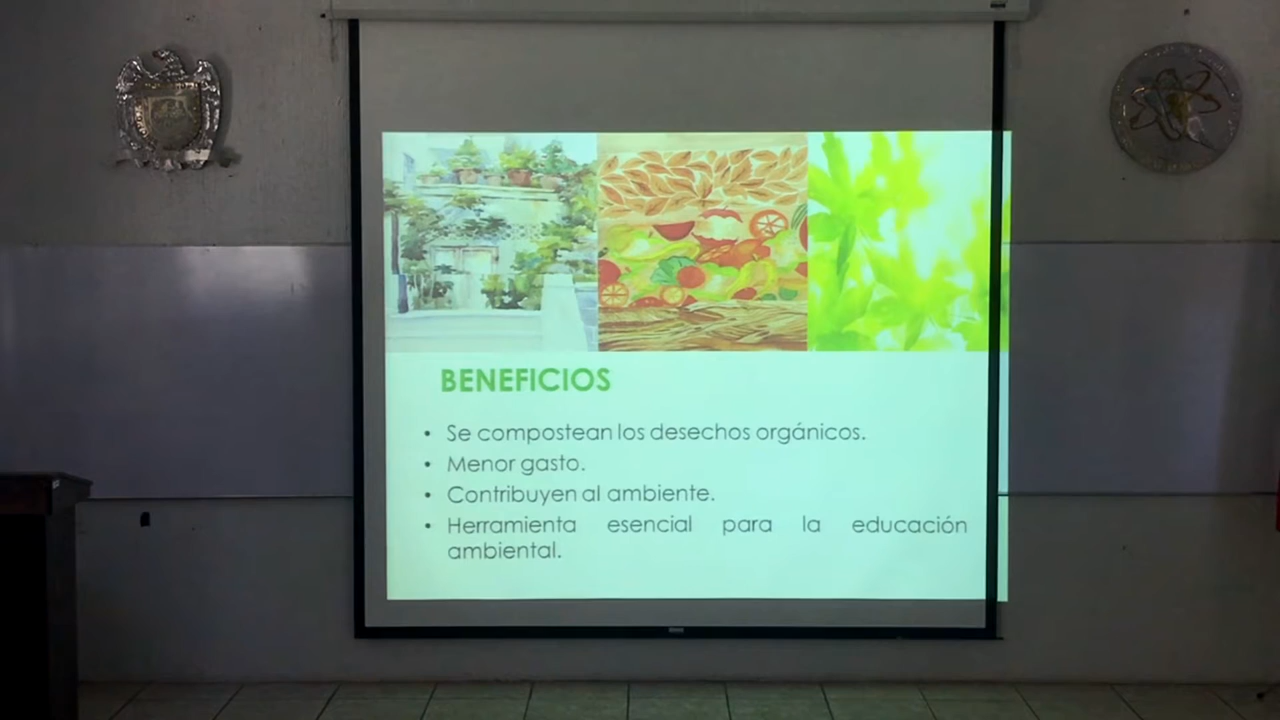 BENEFICIOS
• Se compostean los desechos orgánicos.
• Menor gasto.
• Contribuyen al ambiente.
• Herramienta esencial para la educación
ambiental.